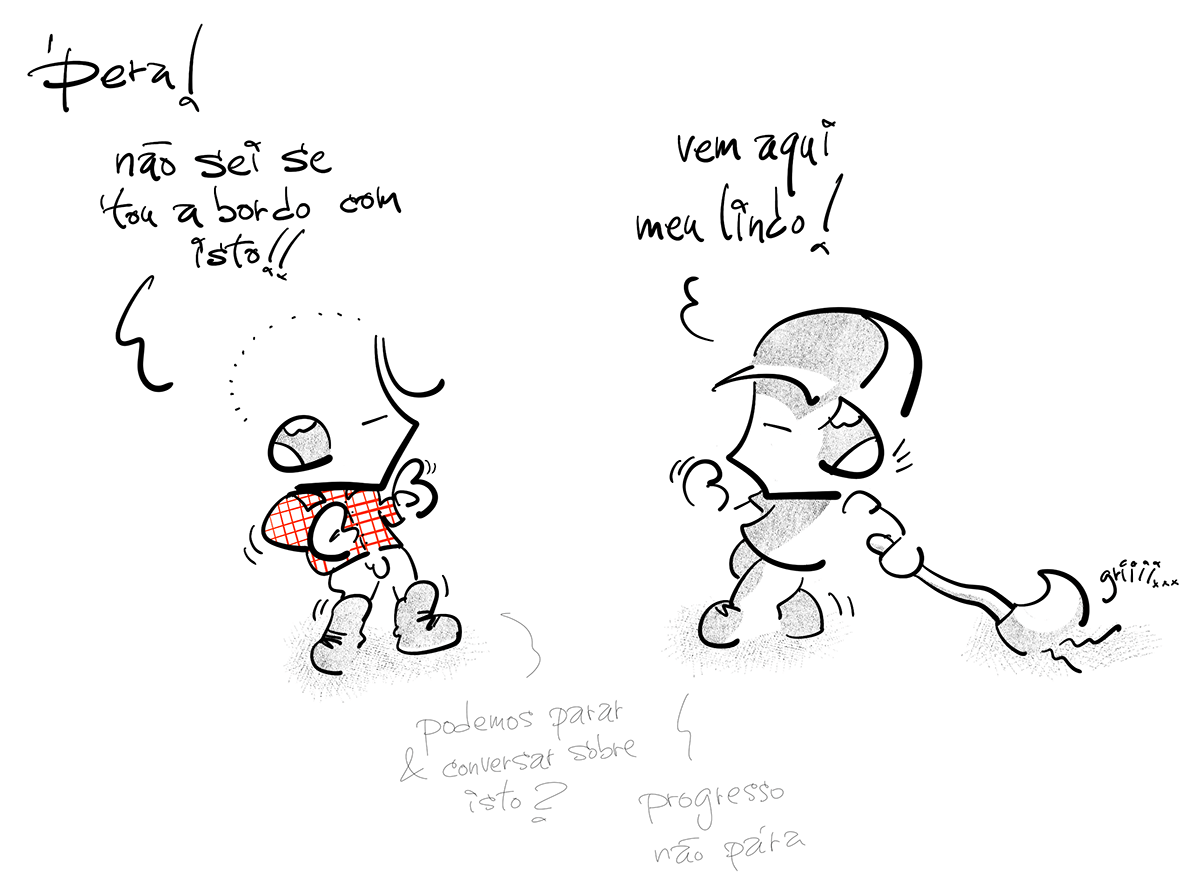 'pera!
não sei se
'tou a bordo com
isto!!
vem aqui
meu lindo!
griiii...
podemos parar
& conversar sobre
isto?
progresso
não pára